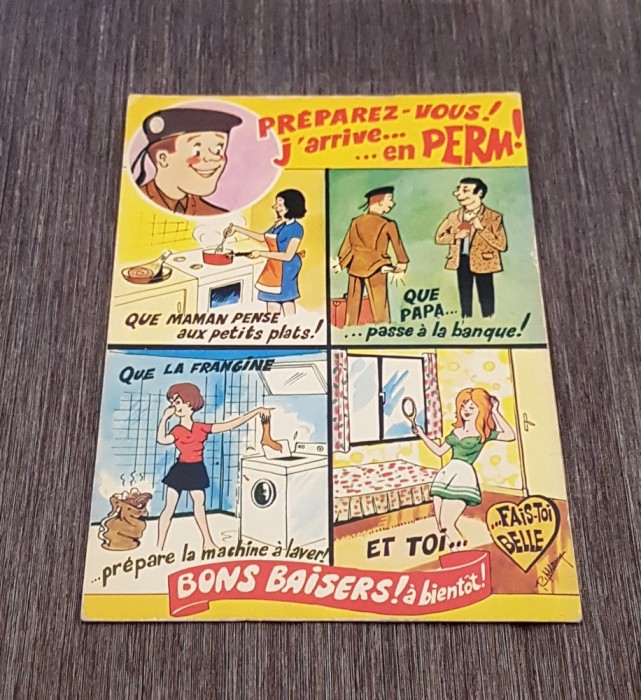 PRÉPAREZ-VOUS!
j'arrive...
...en PERM!
QUE MAMAN PENSE
aux petits plats!
QUE
PAPA...
...passe à la banque!
QUE LA FRANGINE
...prépare la machine à laver!
ET TOI...
...FAIS-TOI
BELLE
BONS BAISERS! à bientôt!